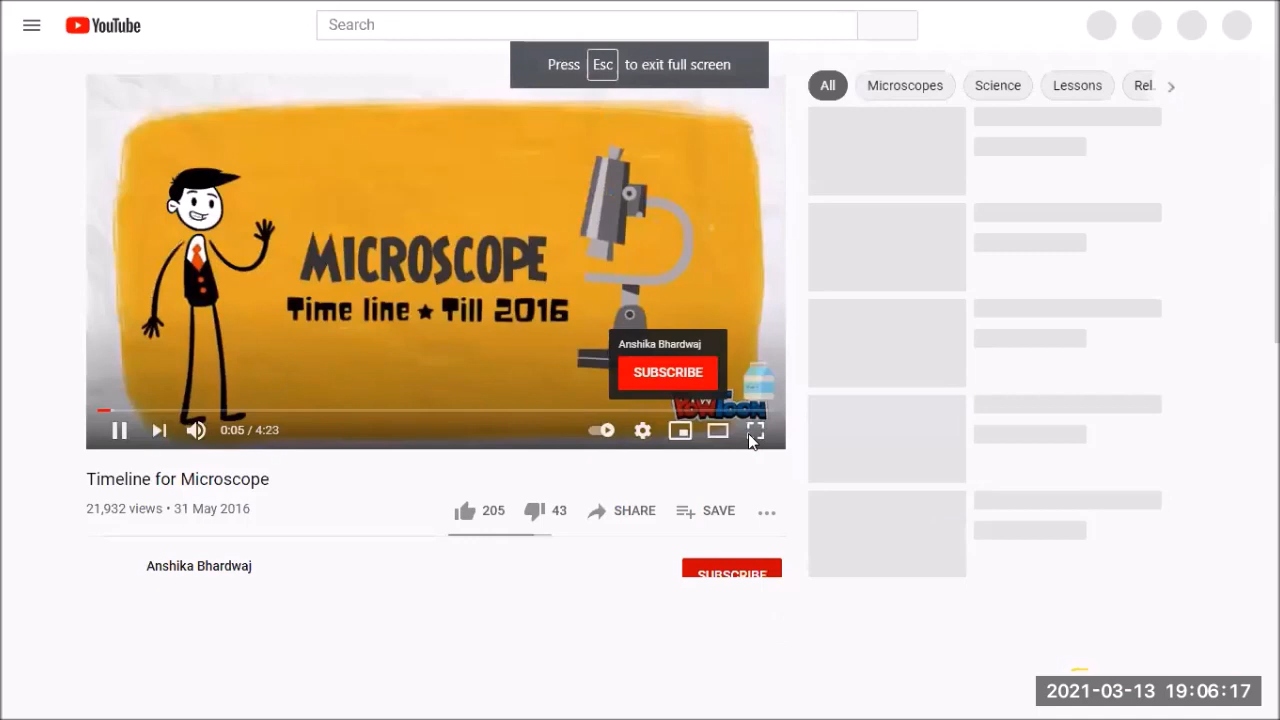 YouTube
Search
Press Esc to exit full screen
All Microscopes Science Lessons Rel
MICROSCOPE
Time line ★ Till 2016
Anshika Bhardwaj
SUBSCRIBE
0:05 / 4:23
Timeline for Microscope
21,932 views • 31 May 2016
205 43 SHARE SAVE
Anshika Bhardwaj
SUBSCRIBE
2021-03-13 19:06:17